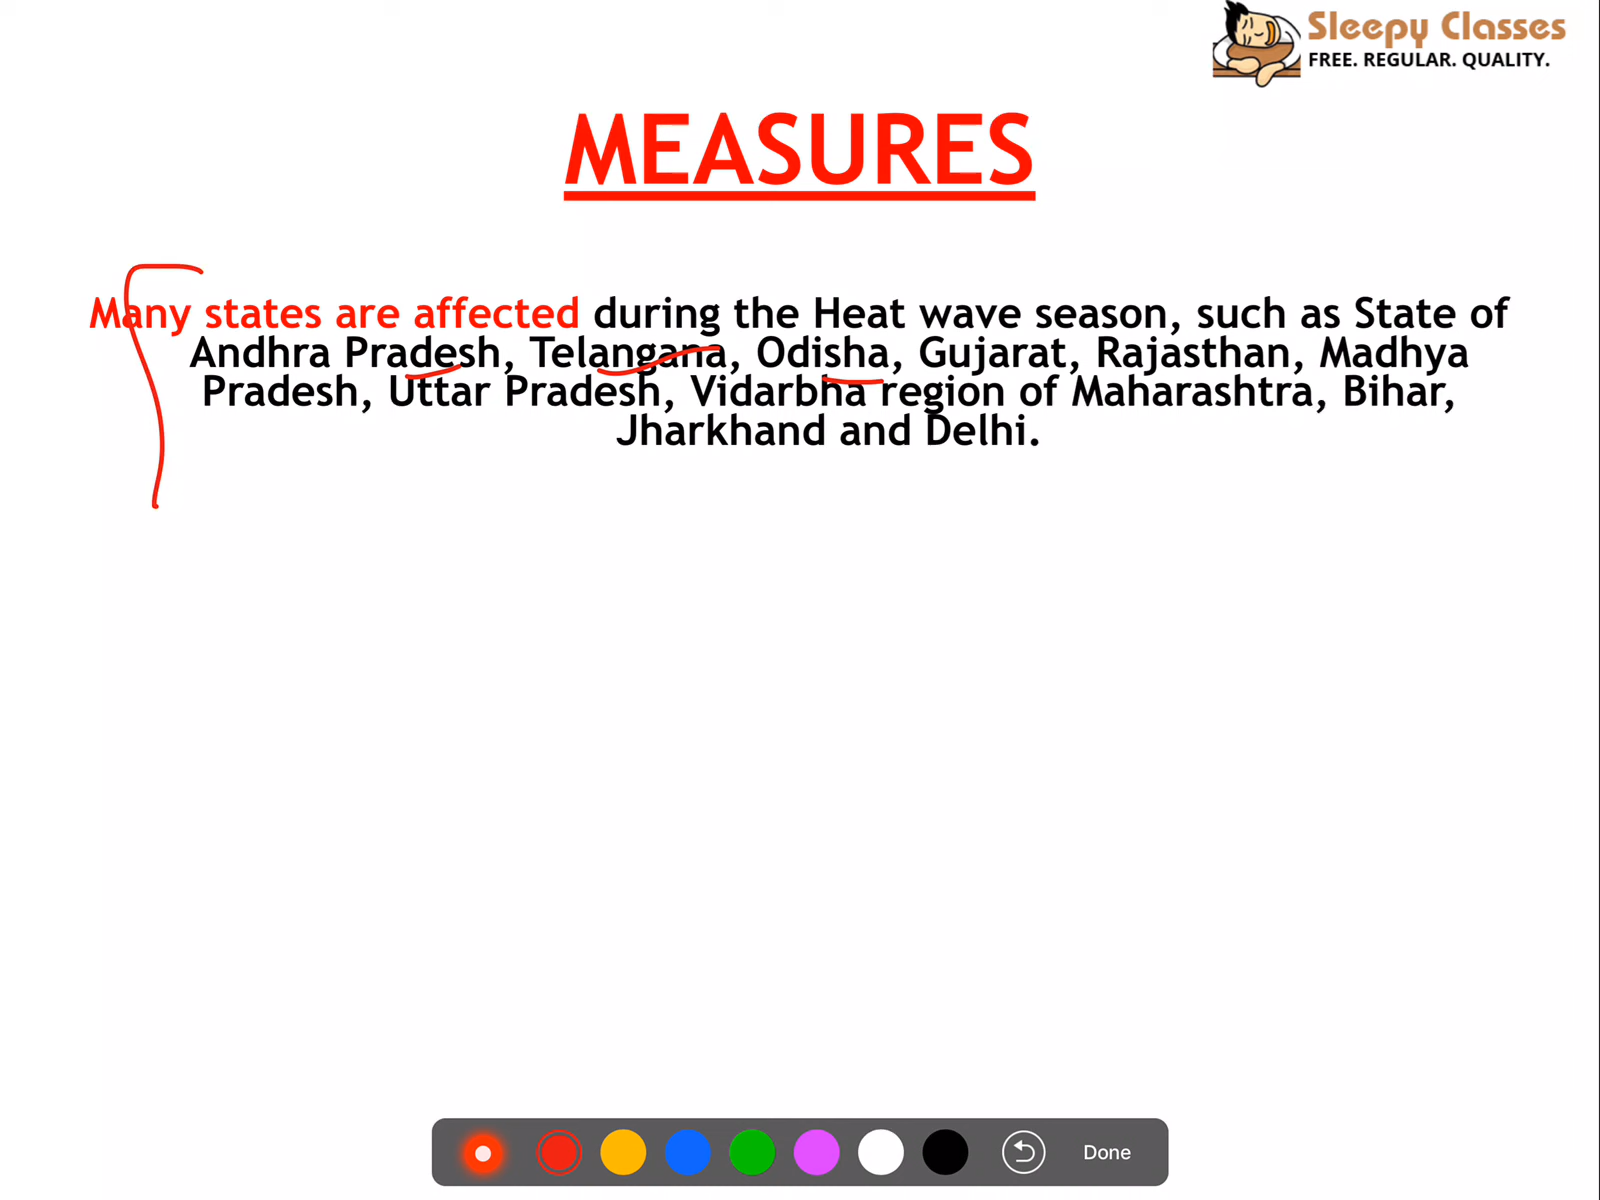 Sleepy Classes
FREE. REGULAR. QUALITY.
MEASURES
Many states are affected during the Heat wave season, such as State of
Andhra Pradesh, Telangana, Odisha, Gujarat, Rajasthan, Madhya
Pradesh, Uttar Pradesh, Vidarbha region of Maharashtra, Bihar,
Jharkhand and Delhi.
Done